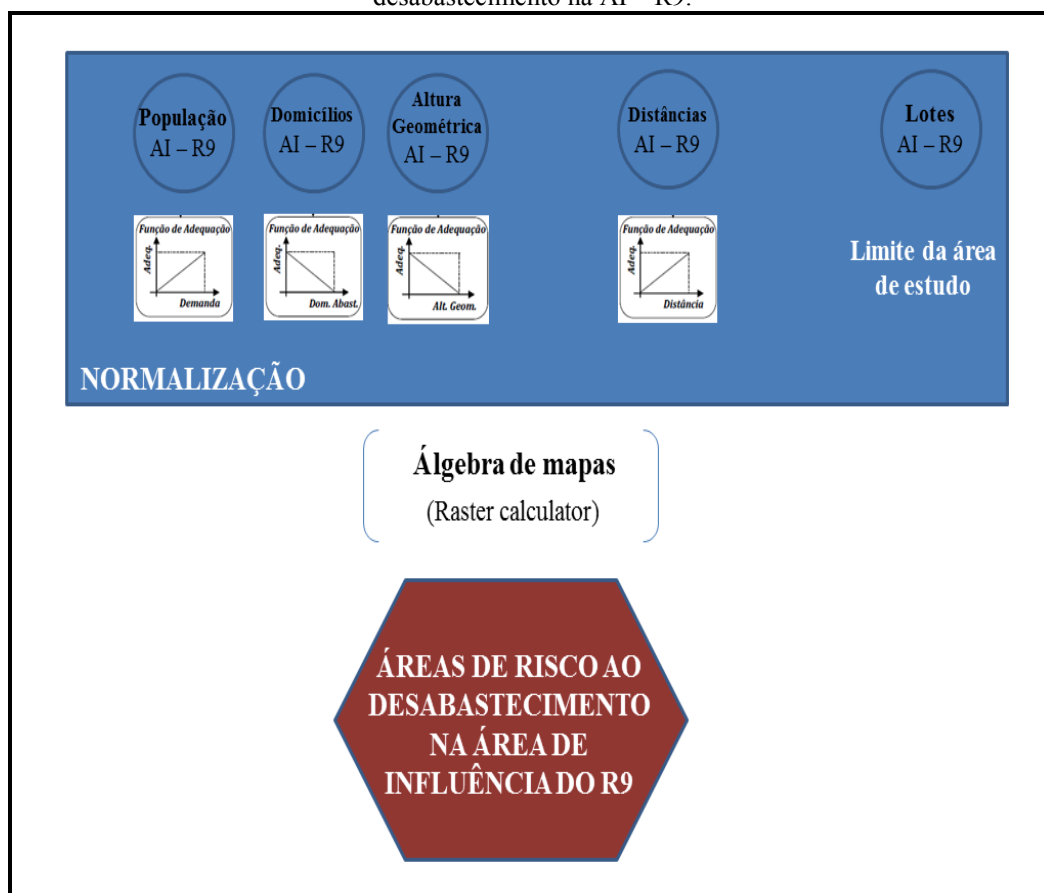 desabastecimento na AI – R9.
População
AI – R9
Domicílios
AI – R9
Altura
Geométrica
AI – R9
Distâncias
AI – R9
Lotes
AI – R9
Função de Adequação
Adeq.
Demanda
Função de Adequação
Adeq.
Dom. Abast.
Função de Adequação
Adeq.
Alt. Geom.
Função de Adequação
Adeq.
Distância
Limite da área
de estudo
NORMALIZAÇÃO
Álgebra de mapas
(Raster calculator)
ÁREAS DE RISCO AO
DESABASTECIMENTO
NA ÁREA DE
INFLUÊNCIA DO R9